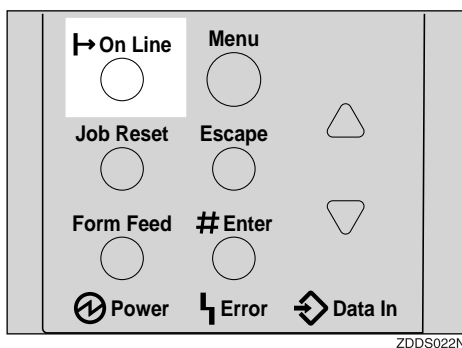 On Line Menu
Job Reset Escape
Form Feed # Enter
Power Error Data In
ZDDS022N